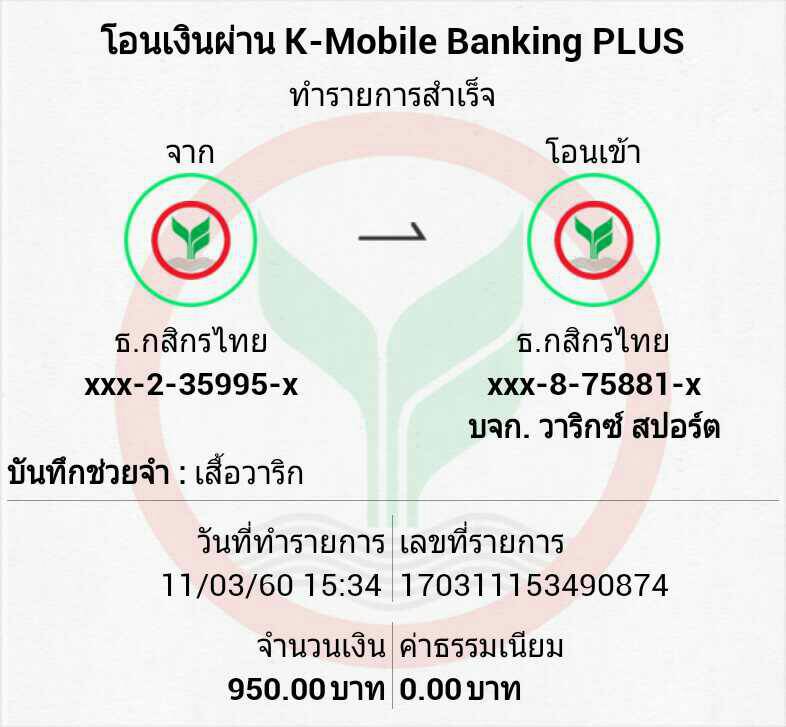 โอนเงินผ่าน K-Mobile Banking PLUS
ทำรายการสำเร็จ
จาก
โอนเข้า
ธ.กสิกรไทย
ธ.กสิกรไทย
xxx-2-35995-x
xxx-8-75881-x
บจก. วาริกซ์ สปอร์ต
บันทึกช่วยจำ : เสื้อวาริก
วันที่ทำรายการ
เลขที่รายการ
11/03/60 15:34
170311153490874
จำนวนเงิน
ค่าธรรมเนียม
950.00 บาท
0.00 บาท